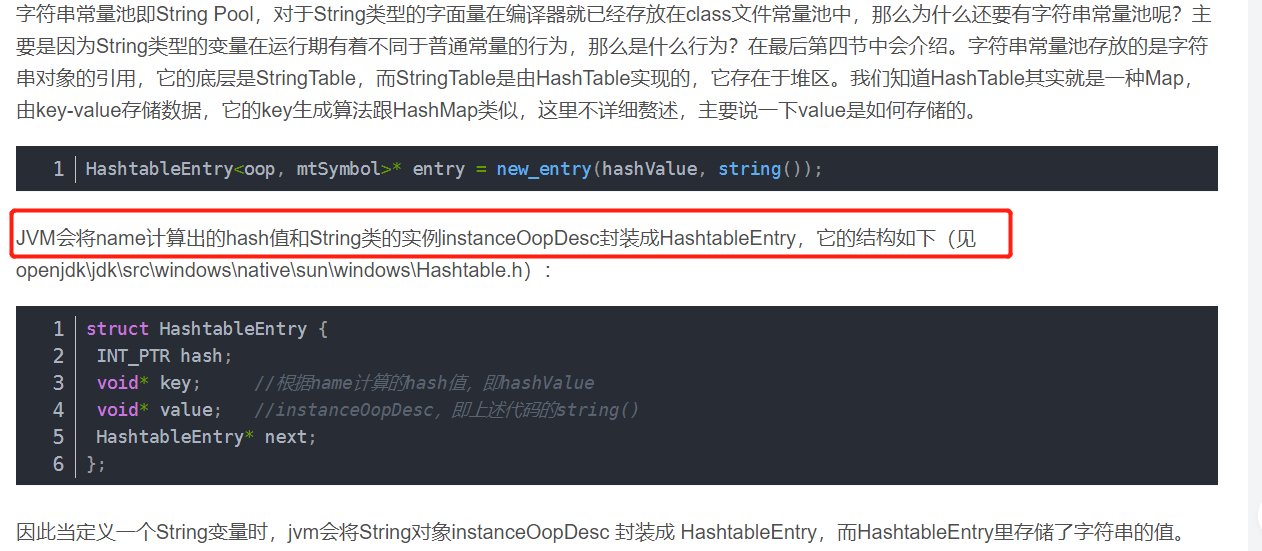 字符串常量池即String Pool，对于String类型的字面量在编译器就已经存放在class文件常量池中，那么为什么还要有字符串常量池呢？主
要是因为String类型的变量在运行期有着不同于普通常量的行为，那么是什么行为？在最后第四节中会介绍。字符串常量池存放的是字符
串对象的引用，它的底层是StringTable，而StringTable是由HashTable实现的，它存在于堆区。我们知道HashTable其实就是一种Map，
由key-value存储数据，它的key生成算法跟HashMap类似，这里不详细赘述，主要说一下value是如何存储的。
1 HashtableEntry<oop, mtSymbol>* entry = new_entry(hashValue, string());
JVM会将name计算出的hash值和String类的实例instanceOopDesc封装成HashtableEntry，它的结构如下（见
openjdk\jdk\src\windows\native\sun\windows\Hashtable.h）：
1 struct HashtableEntry {
2 INT_PTR hash;
3 void* key; //根据name计算的hash值，即hashValue
4 void* value; //instanceOopDesc，即上述代码的string()
5 HashtableEntry* next;
6 };
因此当定义一个String变量时，jvm会将String对象instanceOopDesc 封装成 HashtableEntry，而HashtableEntry里存储了字符串的值。